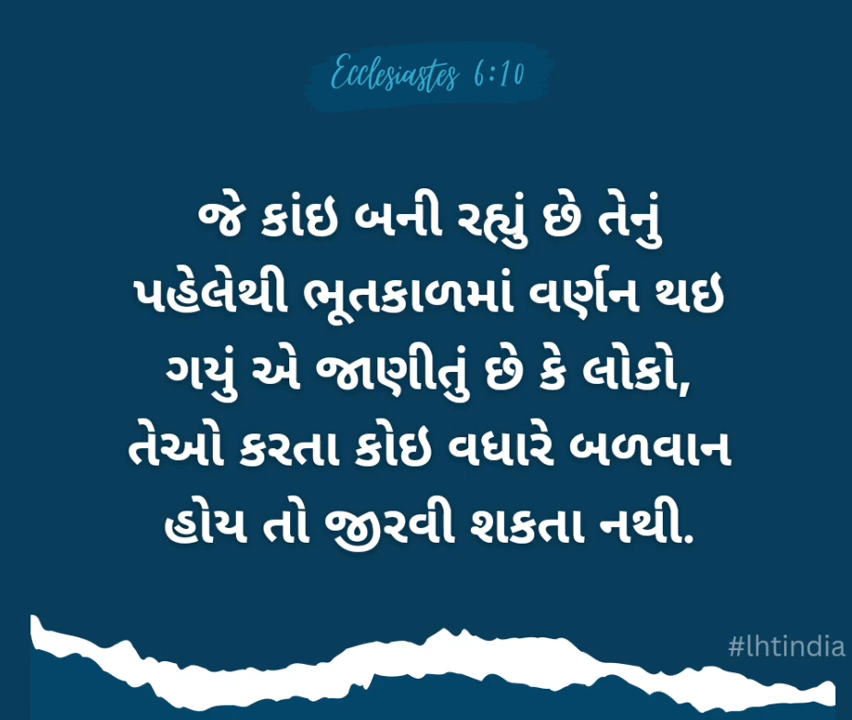 Ecclesiastes 6:10
જે કાંઇ બની રહ્યું છે તેનું
પહેલેથી ભૂતકાળમાં વર્ણન થઇ
ગયું એ જાણીતું છે કે લોકો,
તેઓ કરતા કોઇ વધારે બળવાન
હોય તો જીરવી શકતા નથી.
#lhtindia